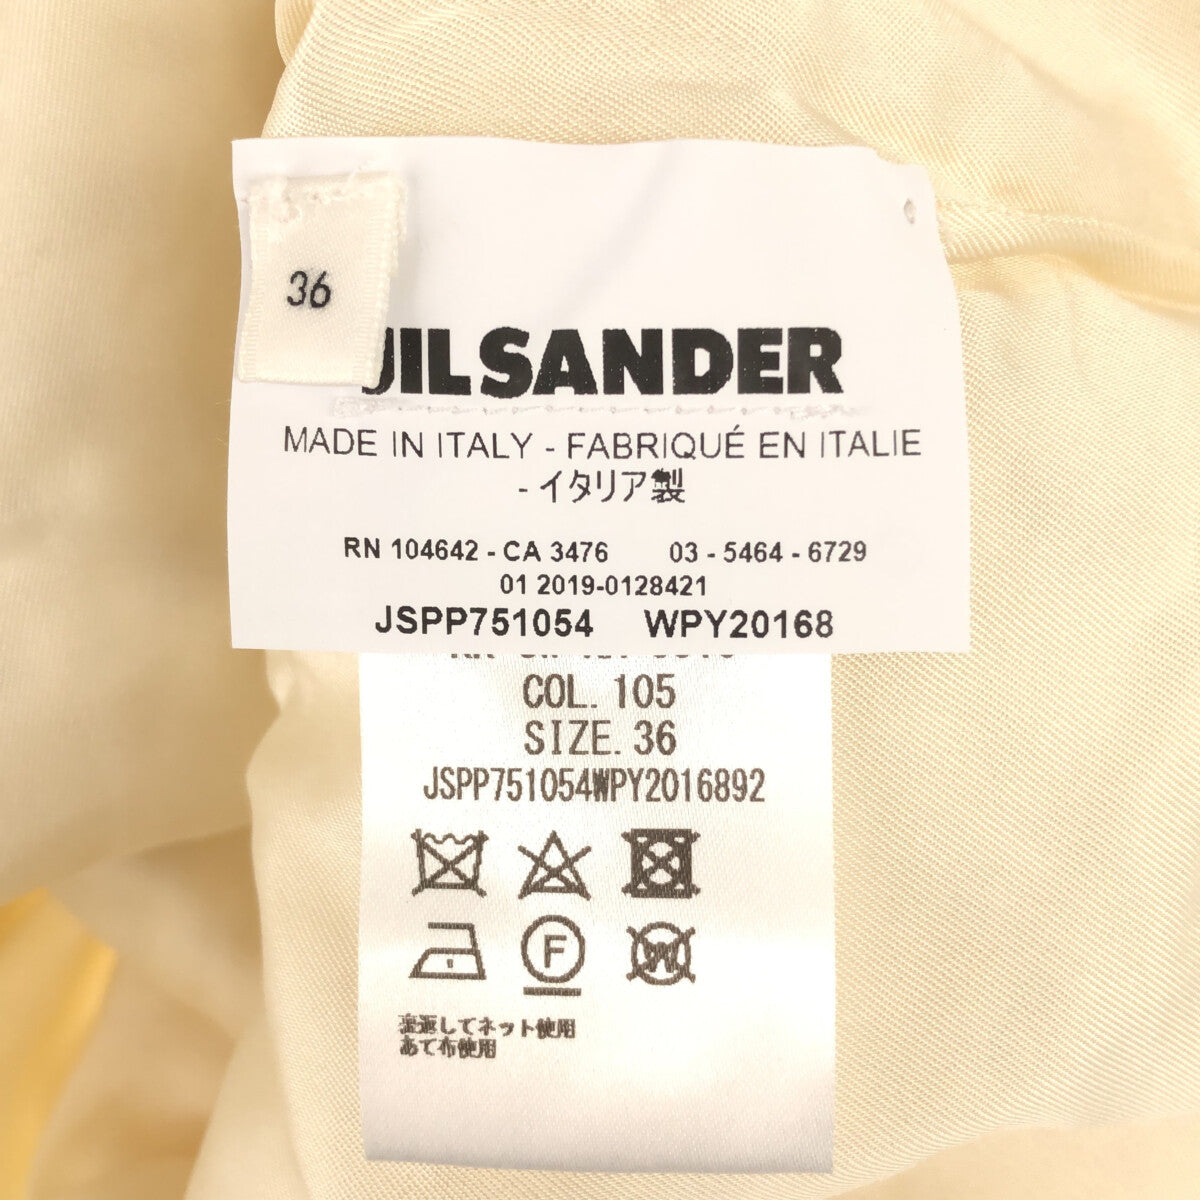 36
JIL SANDER
MADE IN ITALY - FABRIQUÉ EN ITALIE
- イタリア製
RN 104642 - CA 3476 03 - 5464 - 6729
01 2019-0128421
JSPP751054 WPY20168
COL. 105
SIZE. 36
JSPP751054WPY2016892
F
W
裏返してネット使用
あて布使用